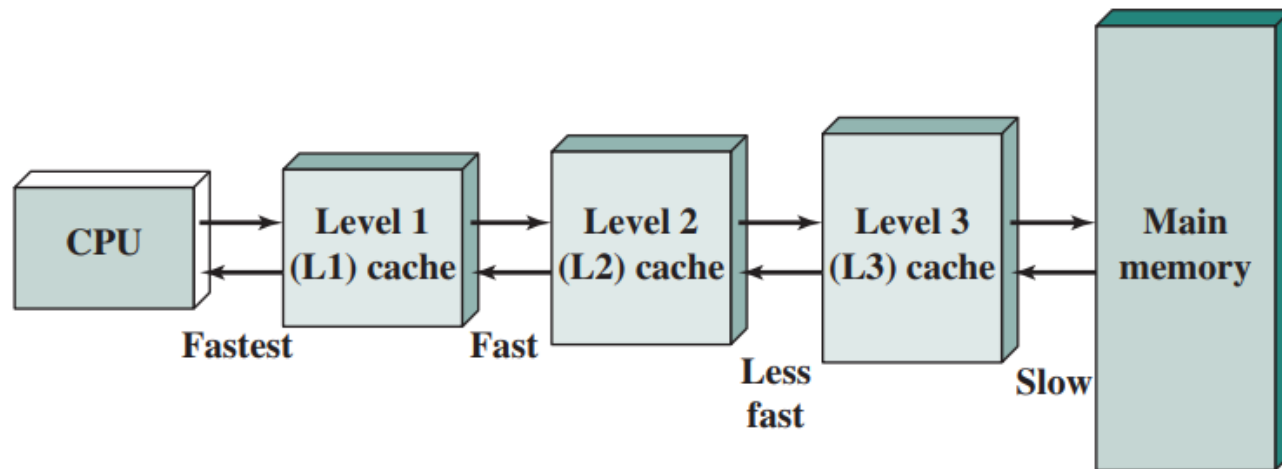 CPU
Level 1
(L1) cache
Level 2
(L2) cache
Level 3
(L3) cache
Main
memory
Fastest
Fast
Less
fast
Slow